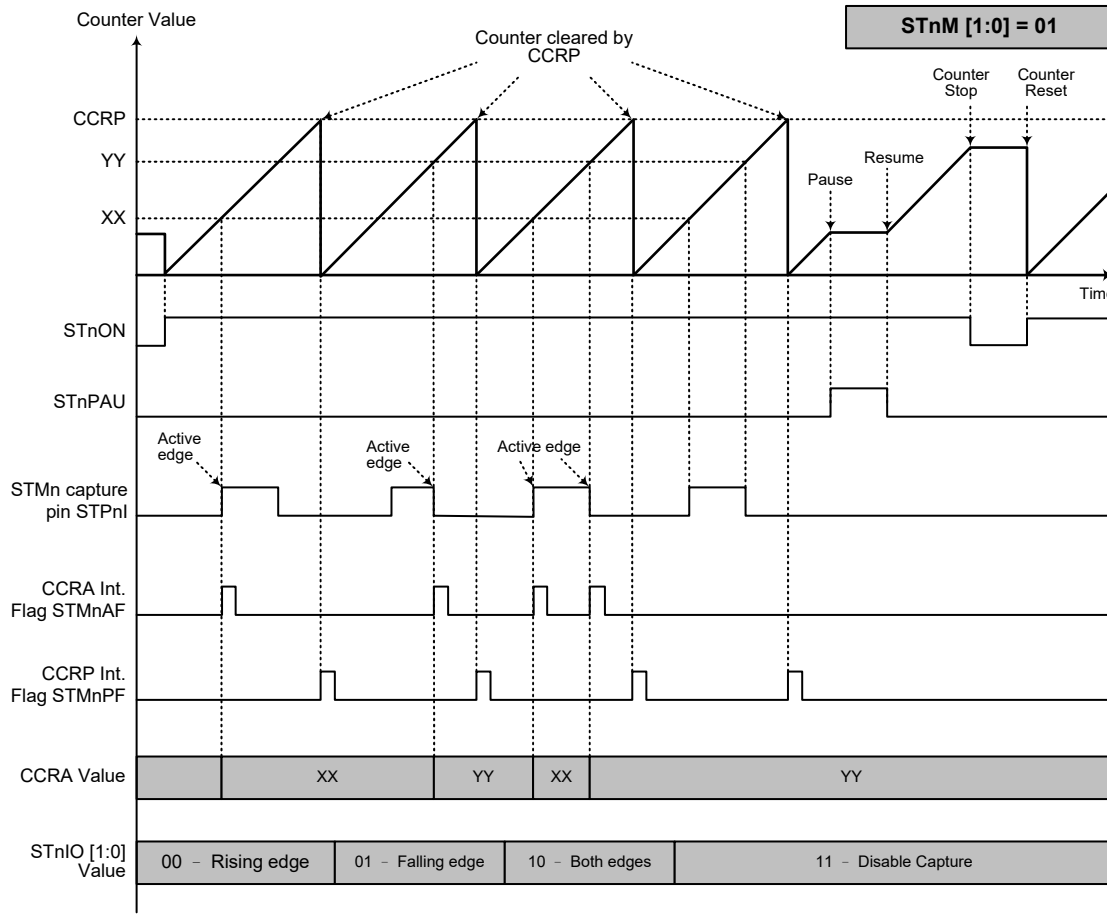 Counter Value
STnM [1:0] = 01
Counter cleared by
CCRP
Counter
Stop
Counter
Reset
CCRP
YY
XX
Pause
Resume
Time
STnON
STnPAU
Active
edge
Active
edge
Active edge
STMn capture
pin STPnI
CCRA Int.
Flag STMnAF
CCRP Int.
Flag STMnPF
CCRA Value
XX
YY
XX
YY
STnIO [1:0]
Value
00 – Rising edge
01 – Falling edge
10 – Both edges
11 – Disable Capture